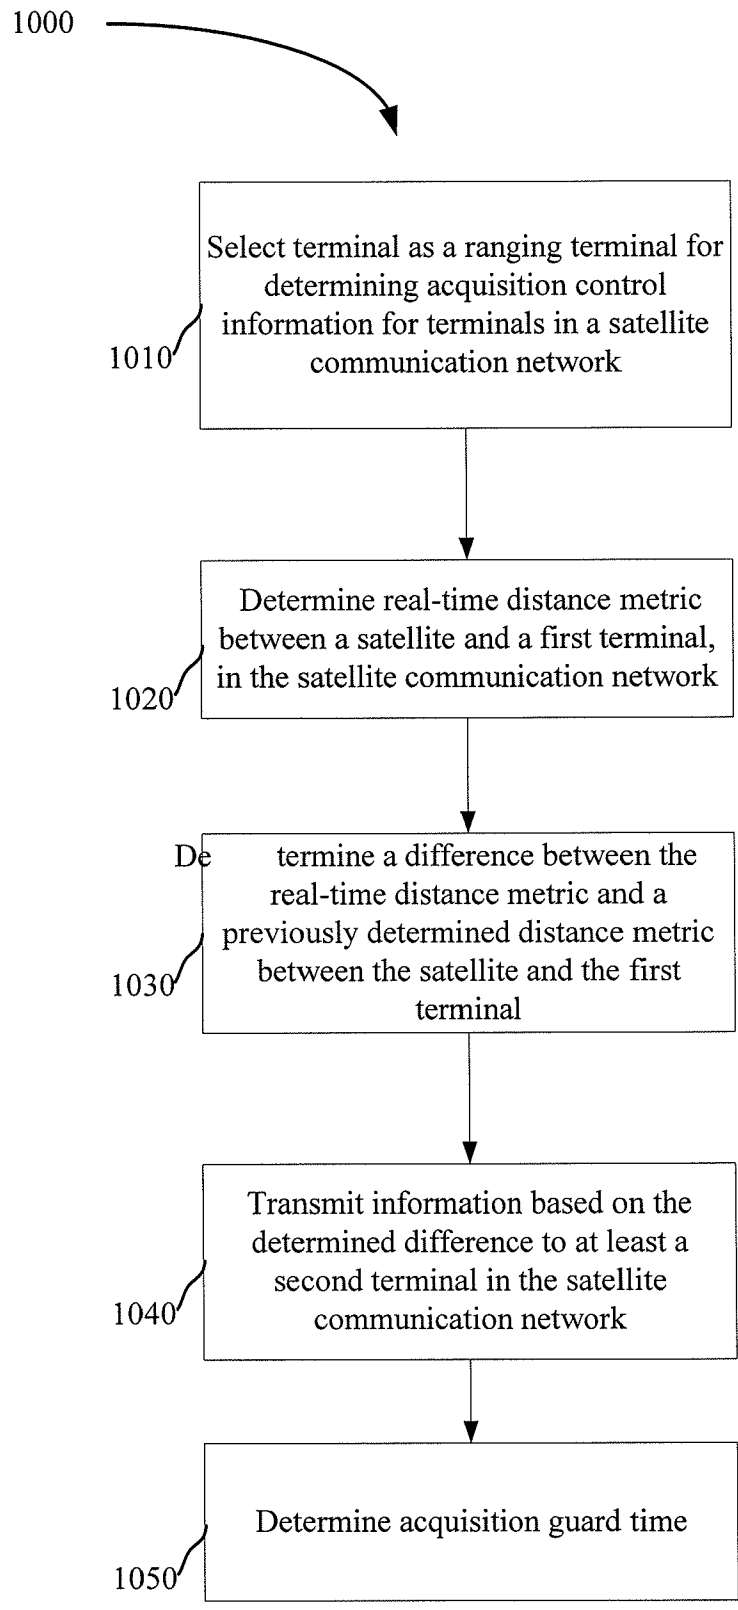 1000
Select terminal as a ranging terminal for
determining acquisition control
information for terminals in a satellite
communication network
1010
Determine real-time distance metric
between a satellite and a first terminal,
in the satellite communication network
1020
De termine a difference between the
real-time distance metric and a
previously determined distance metric
between the satellite and the first
terminal
1030
Transmit information based on the
determined difference to at least a
second terminal in the satellite
communication network
1040
Determine acquisition guard time
1050